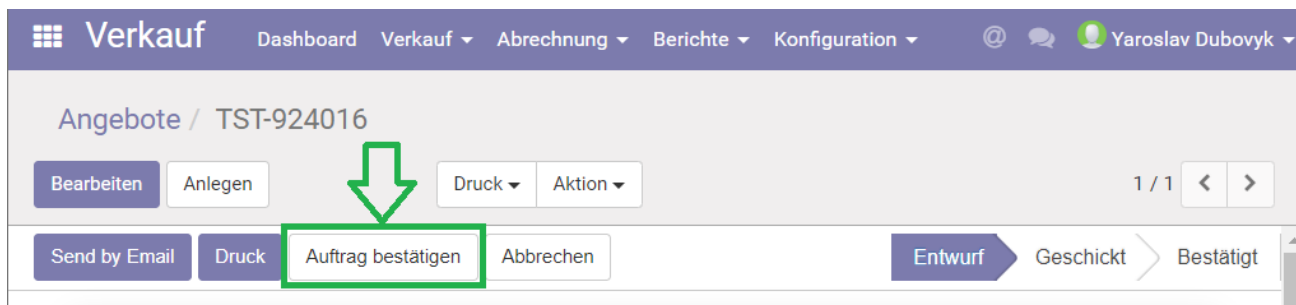 Verkauf Dashboard Verkauf Abrechnung Berichte Konfiguration @ Yaroslav Dubovyk
Angebote / TST-924016
Bearbeiten Anlegen Druck Aktion 1 / 1
Send by Email Druck Auftrag bestätigen Abbrechen Entwurf Geschickt Bestätigt